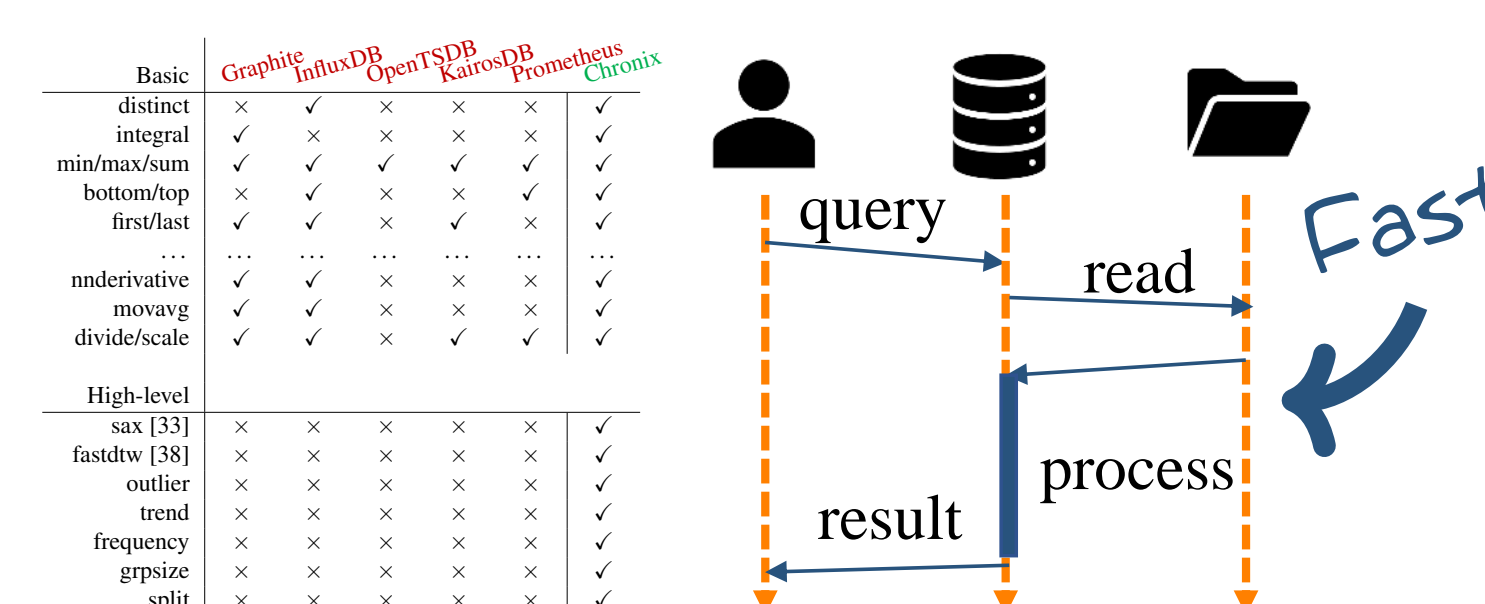 Basic Graphite InfluxDB OpenTSDB KairosDB Prometheus Chronix
distinct × ✓ × × × ✓
integral ✓ × × × × ✓
min/max/sum ✓ ✓ ✓ ✓ ✓ ✓
bottom/top × ✓ × × ✓ ✓
first/last ✓ ✓ × ✓ × ✓
... ... ... ... ... ... ...
nnderivative ✓ ✓ × × × ✓
movavg ✓ ✓ × × × ✓
divide/scale ✓ ✓ × ✓ ✓ ✓
High-level
sax [33] × × × × × ✓
fastdtw [38] × × × × × ✓
outlier × × × × × ✓
trend × × × × × ✓
frequency × × × × × ✓
grpsize × × × × × ✓
split × × × × × ✓
query
read
Fast
process
result